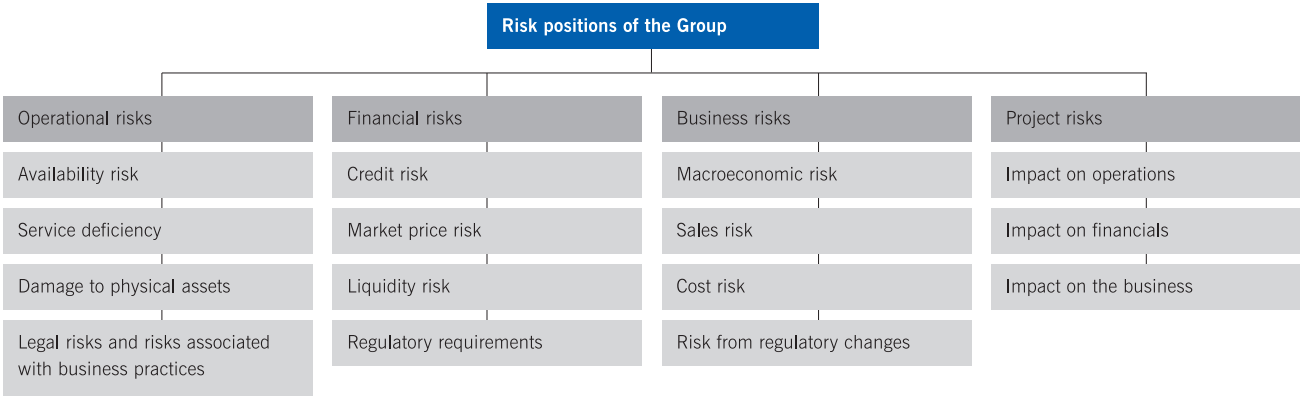 Risk positions of the Group
Operational risks
Availability risk
Service deficiency
Damage to physical assets
Legal risks and risks associated
with business practices
Financial risks
Credit risk
Market price risk
Liquidity risk
Regulatory requirements
Business risks
Macroeconomic risk
Sales risk
Cost risk
Risk from regulatory changes
Project risks
Impact on operations
Impact on financials
Impact on the business